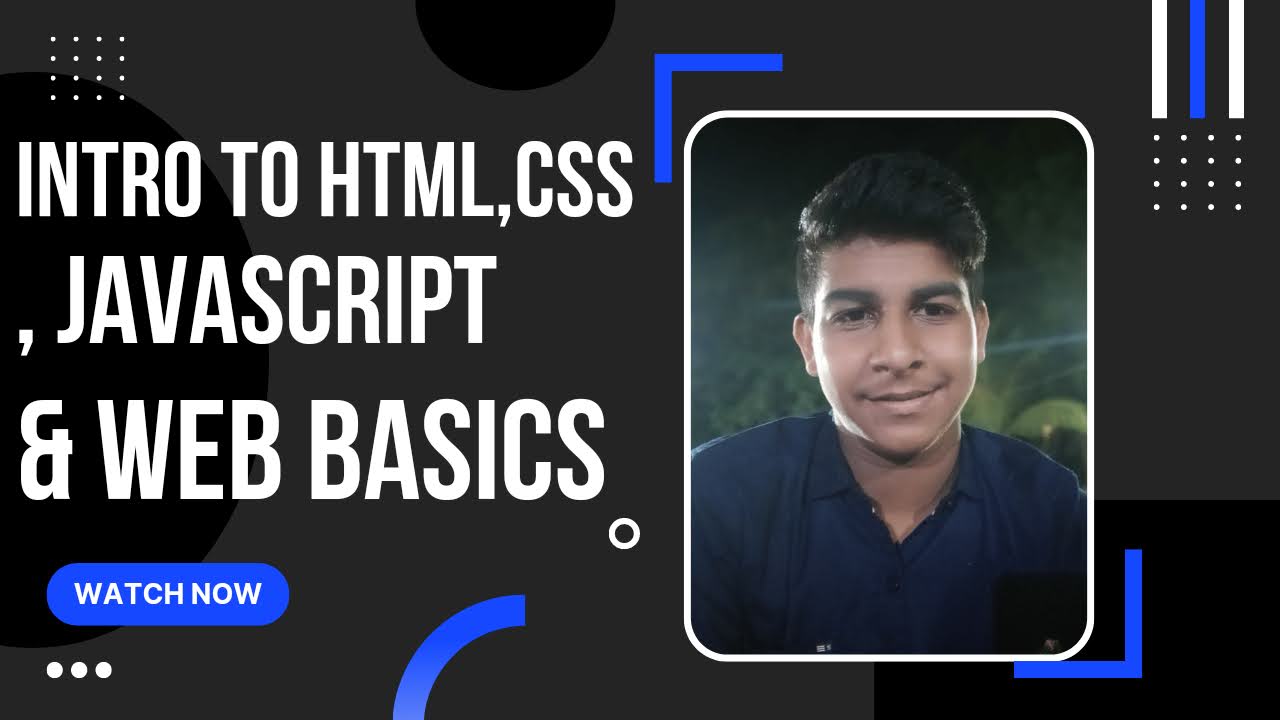 INTRO TO HTML,CSS
, JAVASCRIPT
& WEB BASICS
WATCH NOW